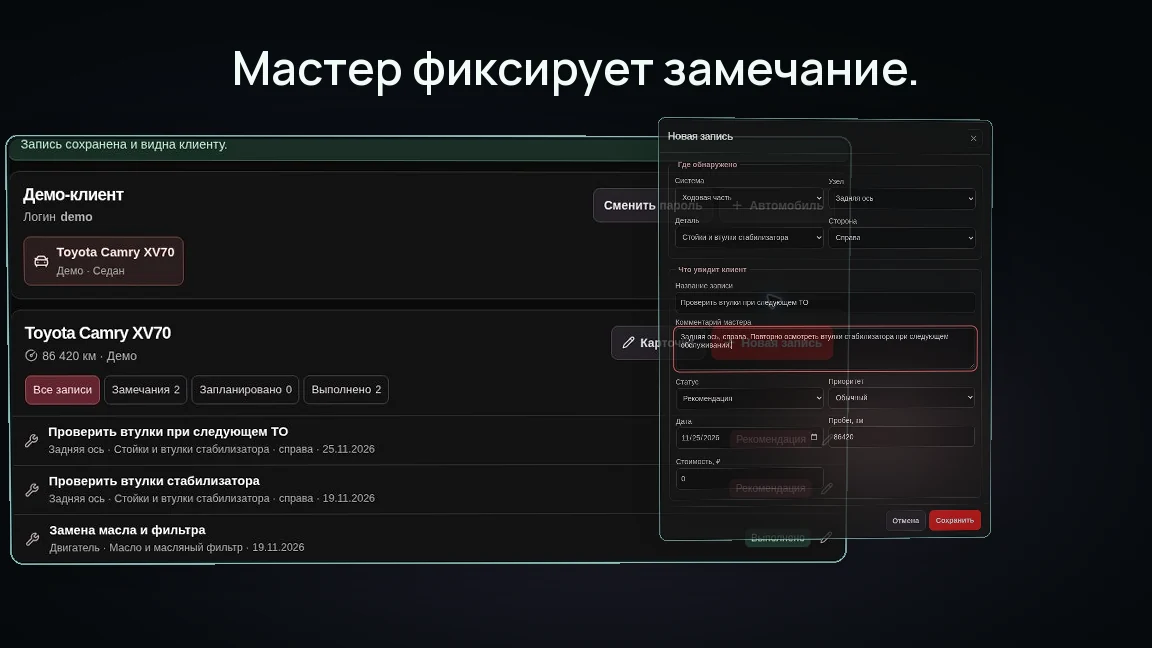 Мастер фиксирует замечание.
Запись сохранена и видна клиенту.
Демо-клиент
Логин demo
Сменить пароль
+ Автомобиль
Toyota Camry XV70
Демо · Седан
Toyota Camry XV70
86 420 км · Демо
Новая запись
Все записи
Замечания 2
Запланировано 0
Выполнено 2
Проверить втулки при следующем ТО
Задняя ось · Стойки и втулки стабилизатора · справа · 25.11.2026
Рекомендация
Проверить втулки стабилизатора
Задняя ось · Стойки и втулки стабилизатора · справа · 19.11.2026
Рекомендация
Замена масла и фильтра
Двигатель · Масло и масляный фильтр · 19.11.2026
Выполнено
Новая запись
×
Где обнаружено
Система
Узел
Ходовая часть
Задняя ось
Деталь
Сторона
Стойки и втулки стабилизатора
Справа
Что увидит клиент
Название записи
Проверить втулки при следующем ТО
Комментарий мастера
Задняя ось, справа. Повторно осмотреть втулки стабилизатора при следующем
обслуживании.
Статус
Приоритет
Рекомендация
Обычный
Дата
Пробег, км
11/25/2026
86420
Стоимость, ₽
0
Отмена
Сохранить